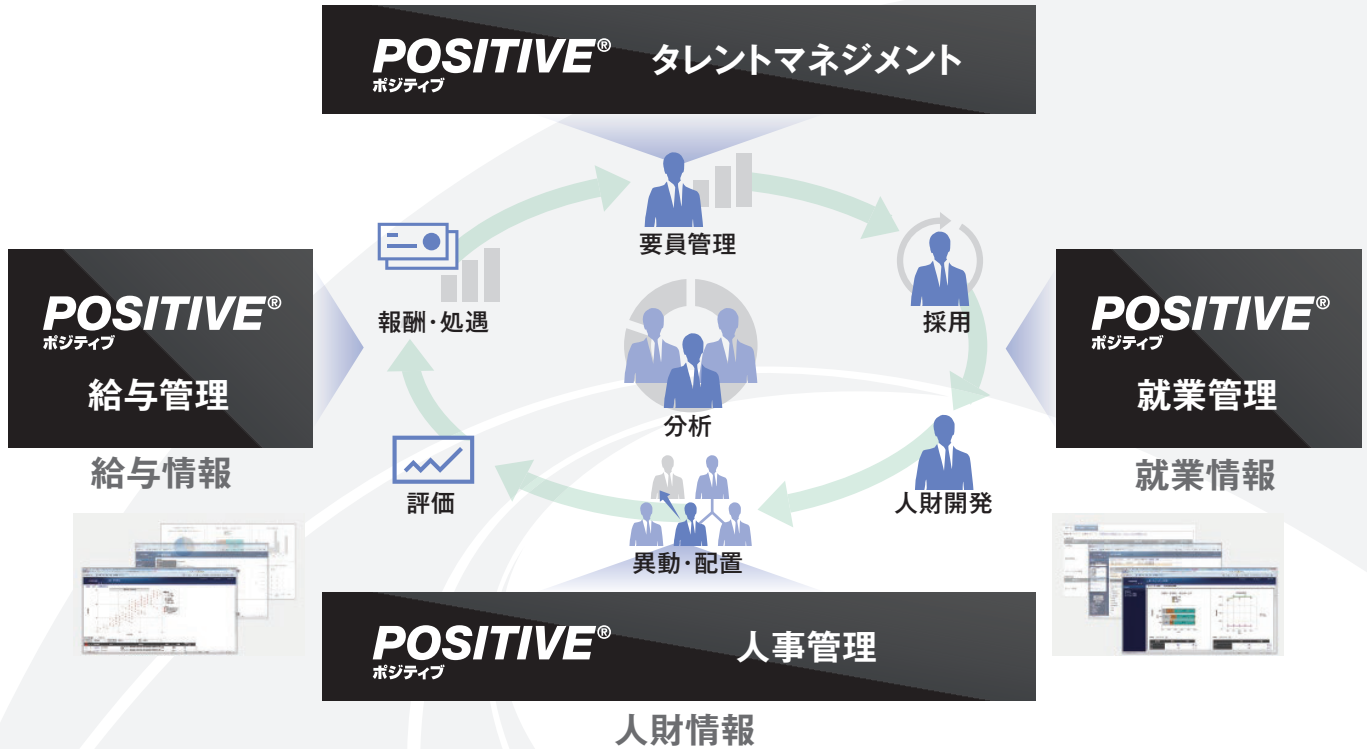 POSITIVE® タレントマネジメント
ポジティブ
要員管理
採用
人財開発
異動・配置
評価
報酬・処遇
分析
POSITIVE®
ポジティブ
給与管理
給与情報
POSITIVE®
ポジティブ
就業管理
就業情報
POSITIVE® 人事管理
ポジティブ
人財情報